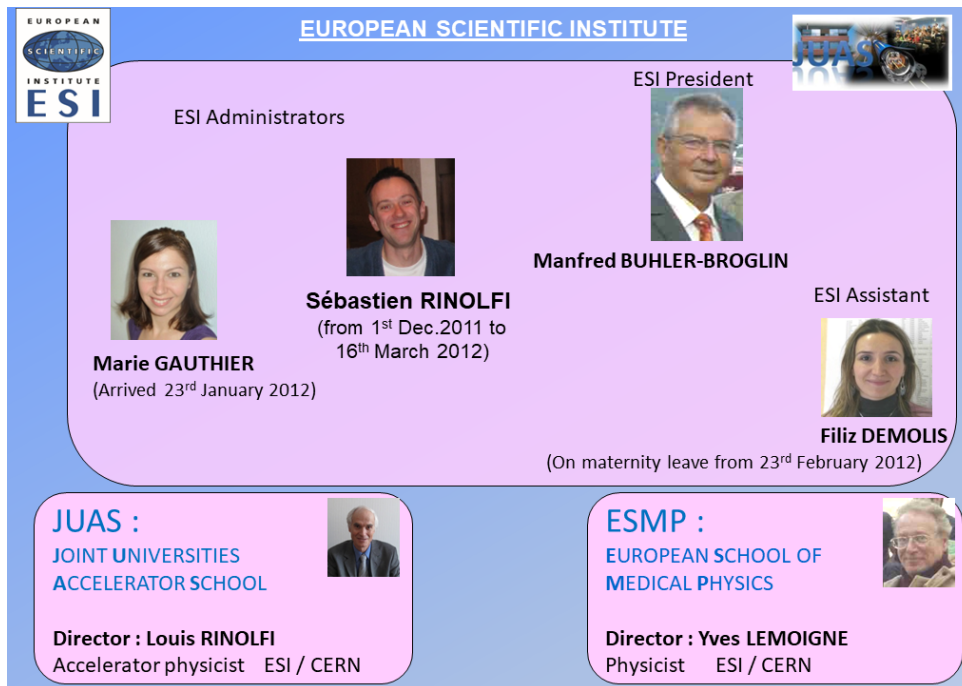 EUROPEAN
SCIENTIFIC
INSTITUTE
ESI
EUROPEAN SCIENTIFIC INSTITUTE
JUAS
ESI President
ESI Administrators
Manfred BUHLER-BROGLIN
Sébastien RINOLFI
(from 1st Dec.2011 to
16th March 2012)
ESI Assistant
Marie GAUTHIER
(Arrived 23rd January 2012)
Filiz DEMOLIS
(On maternity leave from 23rd February 2012)
JUAS :
JOINT UNIVERSITIES
ACCELERATOR SCHOOL
Director : Louis RINOLFI
Accelerator physicist ESI / CERN
ESMP :
EUROPEAN SCHOOL OF
MEDICAL PHYSICS
Director : Yves LEMOIGNE
Physicist ESI / CERN